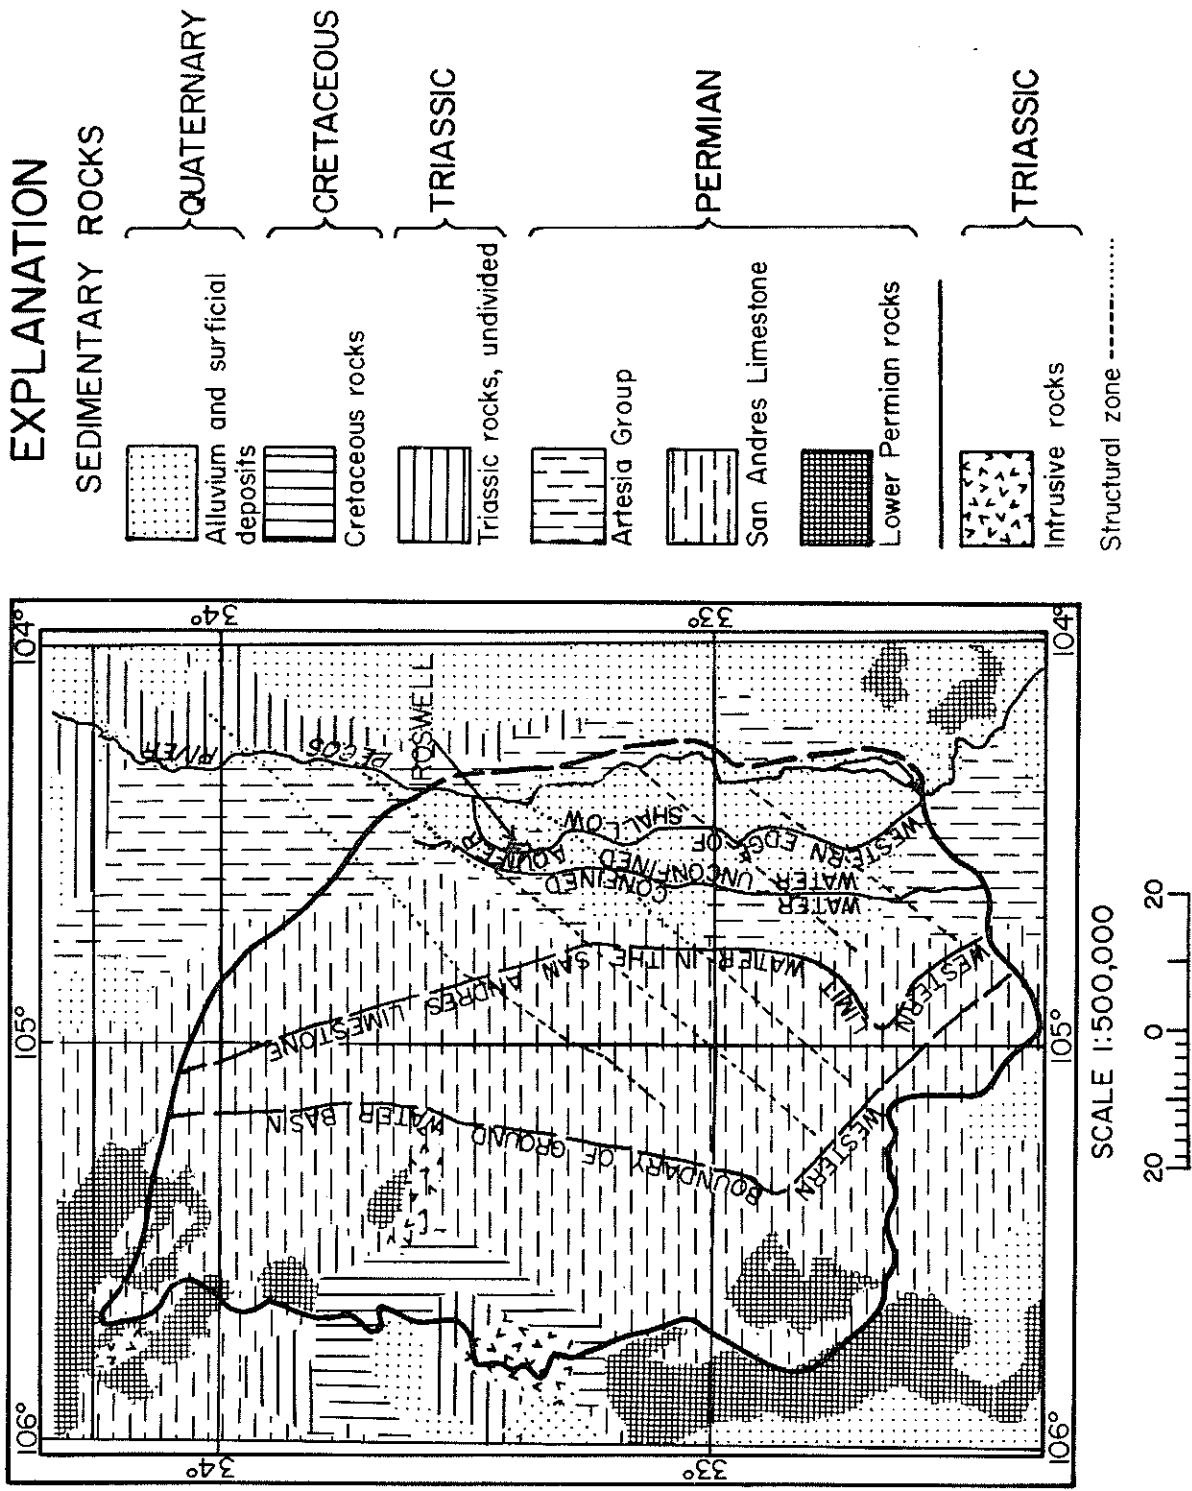 EXPLANATION
SEDIMENTARY ROCKS
Alluvium and surficial
deposits
QUATERNARY
Cretaceous rocks
CRETACEOUS
Triassic rocks, undivided
TRIASSIC
Artesia Group
San Andres Limestone
Lower Permian rocks
PERMIAN
Intrusive rocks
TRIASSIC
Structural zone
106°
105°
104°
34°
34°
33°
33°
106°
105°
104°
PECOS
RIVER
ROSWELL
WESTERN EDGE OF SHALLOW
AQUIFER
UNCONFINED
WATER
CONFINED
WATER
WESTERN LIMIT
WATER IN THE SAN ANDRES LIMESTONE
WESTERN BOUNDARY OF GROUND WATER BASIN
SCALE 1:500,000
20
0
20